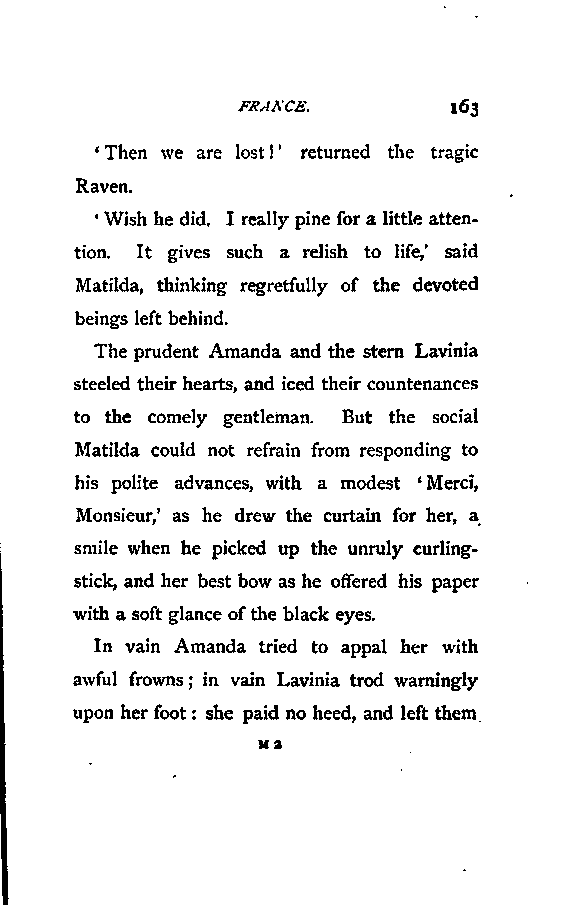 FRANCE. 163
‘Then we are lost!’ returned the tragic
Raven.
‘Wish he did. I really pine for a little atten-
tion. It gives such a relish to life,’ said
Matilda, thinking regretfully of the devoted
beings left behind.
The prudent Amanda and the stern Lavinia
steeled their hearts, and iced their countenances
to the comely gentleman. But the social
Matilda could not refrain from responding to
his polite advances, with a modest ‘Merci,
Monsieur,’ as he drew the curtain for her, a
smile when he picked up the unruly curling-
stick, and her best bow as he offered his paper
with a soft glance of the black eyes.
In vain Amanda tried to appal her with
awful frowns; in vain Lavinia trod warningly
upon her foot: she paid no heed, and left them
M 2